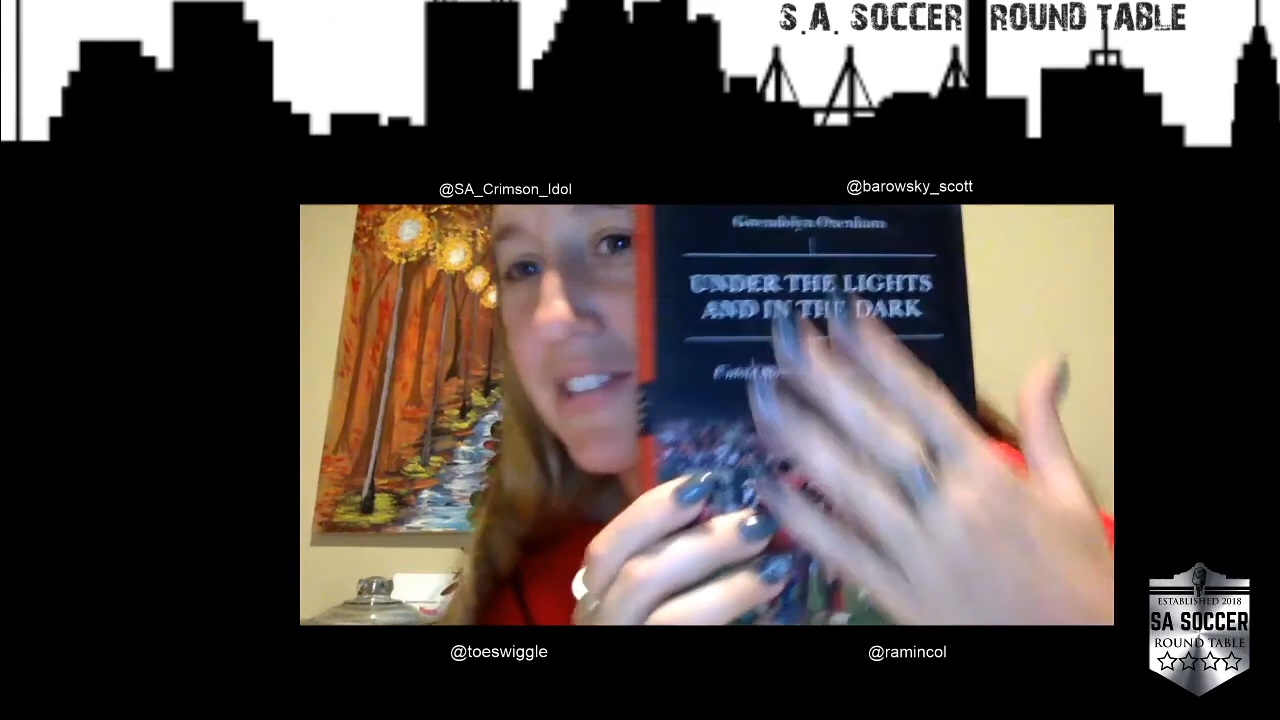 S.A. SOCCER ROUND TABLE
@SA_Crimson_Idol
@barowsky_scott
Gwendolyn Oxenham
UNDER THE LIGHTS
AND IN THE DARK
@toeswiggle
@ramincol
ESTABLISHED 2018
SA SOCCER
ROUND TABLE